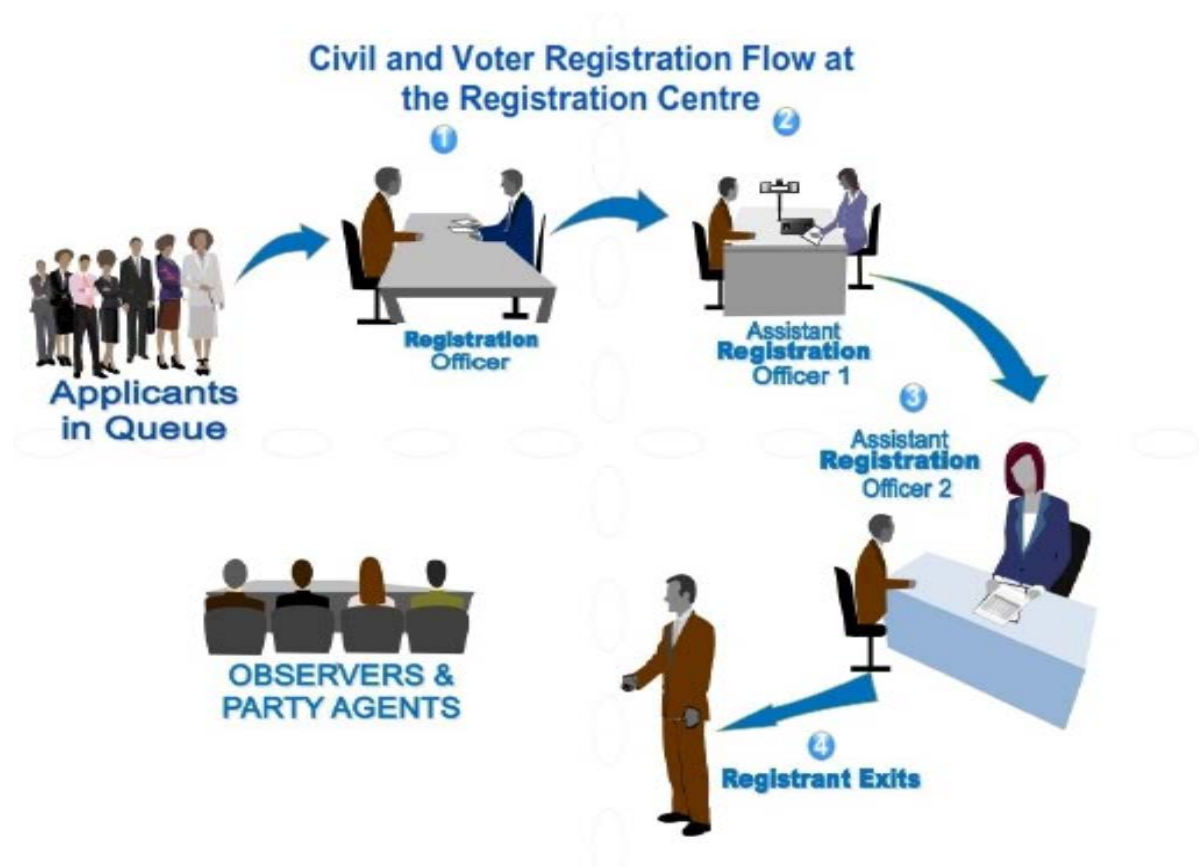 Civil and Voter Registration Flow at
the Registration Centre
1
2
Registration
Officer
Assistant
Registration
Officer 1
Applicants
in Queue
3
Assistant
Registration
Officer 2
OBSERVERS &
PARTY AGENTS
4
Registrant Exits